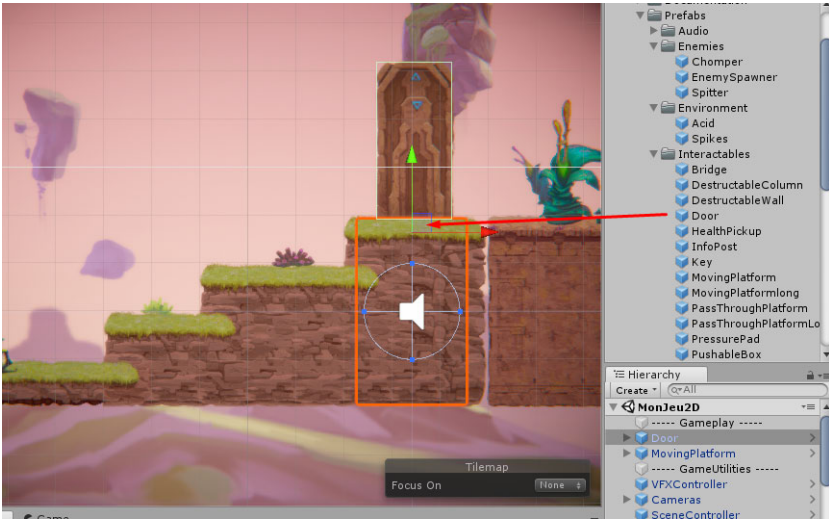 Prefabs
Audio
Enemies
Chomper
EnemySpawner
Spitter
Environment
Acid
Spikes
Interactables
Bridge
DestructableColumn
DestructableWall
Door
HealthPickup
InfoPost
Key
MovingPlatform
MovingPlatformlong
PassThroughPlatform
PassThroughPlatformLo
PressurePad
PushableBox
Hierarchy
Create All
MonJeu2D
----- Gameplay -----
Door
MovingPlatform
----- GameUtilities -----
VFXController
Cameras
SceneController
Tilemap
Focus On None
Game